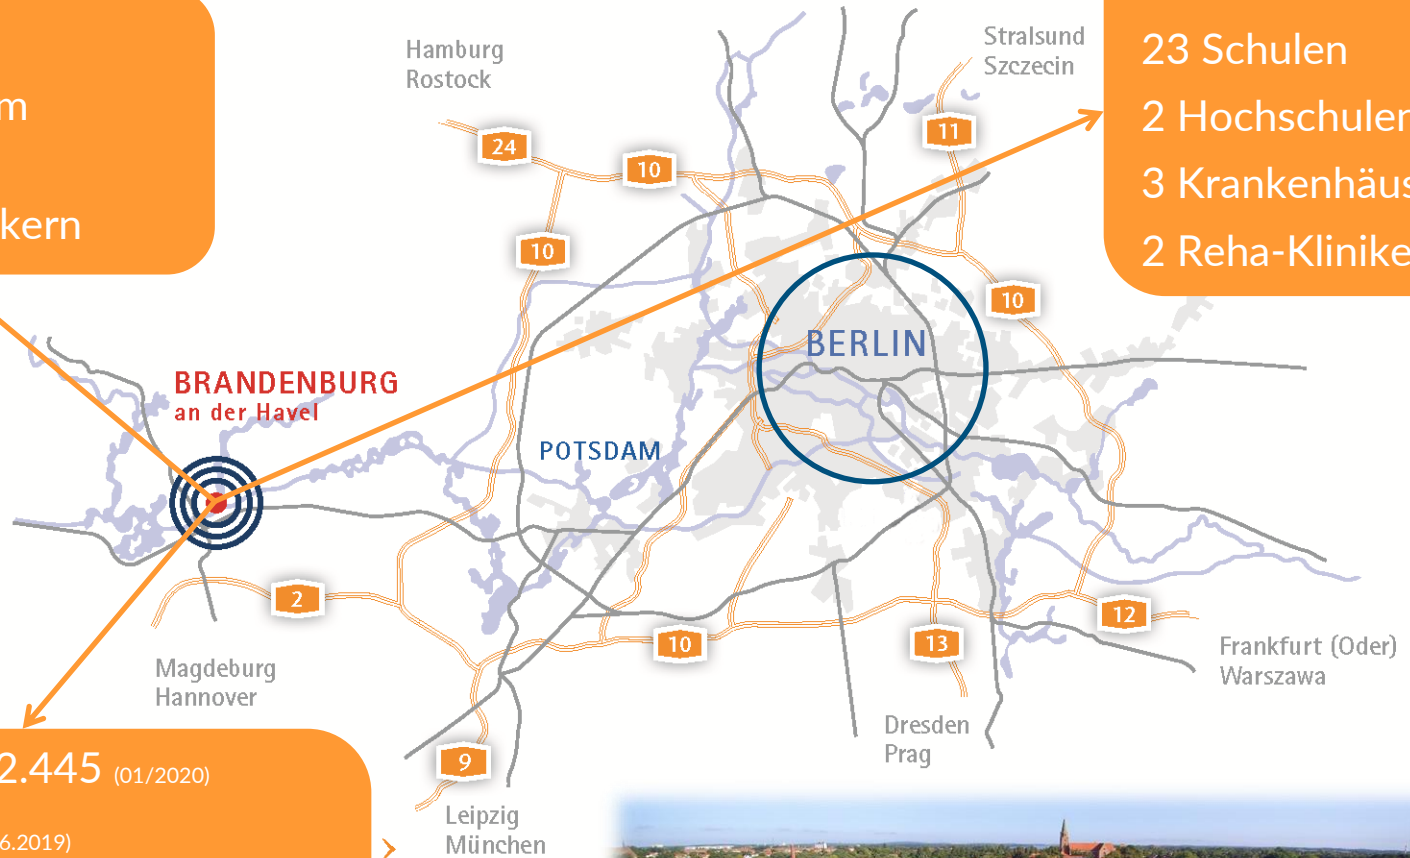 m
kern
Hamburg
Rostock
Stralsund
Szczecin
23 Schulen
2 Hochschulen
3 Krankenhäus
2 Reha-Klinike
24
10
11
10
10
BERLIN
BRANDENBURG
an der Havel
POTSDAM
2
10
13
12
Magdeburg
Hannover
Frankfurt (Oder)
Warszawa
Dresden
Prag
9
Leipzig
München
2.445 (01/2020)
6.2019)